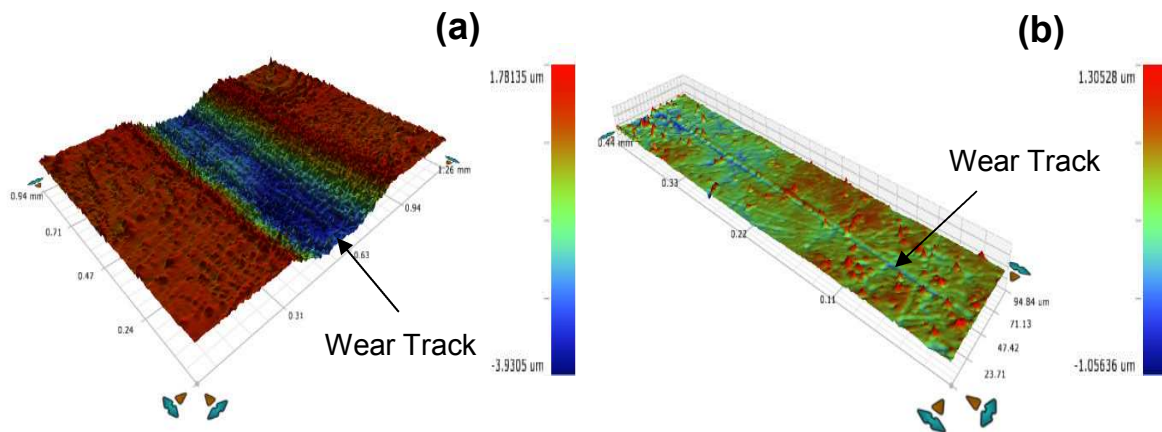 (a)
1.78135 um
-3.9305 um
0.94 mm
0.71
0.47
0.24
0.31
0.63
0.94
1.26 mm
Wear Track
(b)
1.30528 um
-1.05636 um
0.44 mm
0.33
0.22
0.11
94.84 um
71.13
47.42
23.71
Wear Track